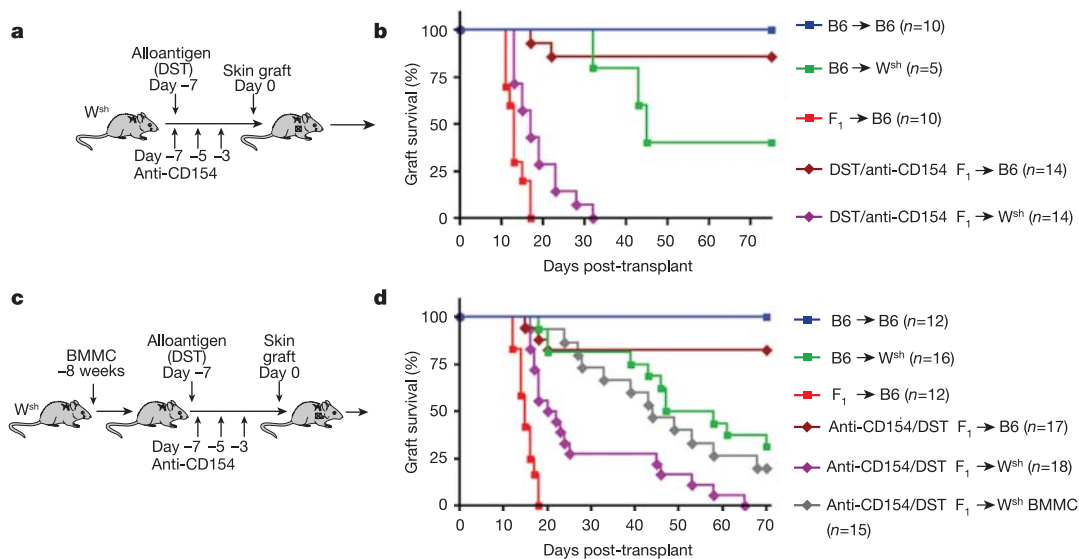 a
Alloantigen
(DST)
Day –7
Skin graft
Day 0
Wsh
Day –7 –5 –3
Anti-CD154
b
Graft survival (%)
100
75
50
25
0
0 10 20 30 40 50 60 70
Days post-transplant
B6 → B6 (n=10)
B6 → Wsh (n=5)
F1 → B6 (n=10)
DST/anti-CD154 F1 → B6 (n=14)
DST/anti-CD154 F1 → Wsh (n=14)
c
BMMC
–8 weeks
Alloantigen
(DST)
Day –7
Skin
graft
Day 0
Wsh
Day –7 –5 –3
Anti-CD154
d
Graft survival (%)
100
75
50
25
0
0 10 20 30 40 50 60 70
Days post-transplant
B6 → B6 (n=12)
B6 → Wsh (n=16)
F1 → B6 (n=12)
Anti-CD154/DST F1 → B6 (n=17)
Anti-CD154/DST F1 → Wsh (n=18)
Anti-CD154/DST F1 → Wsh BMMC
(n=15)